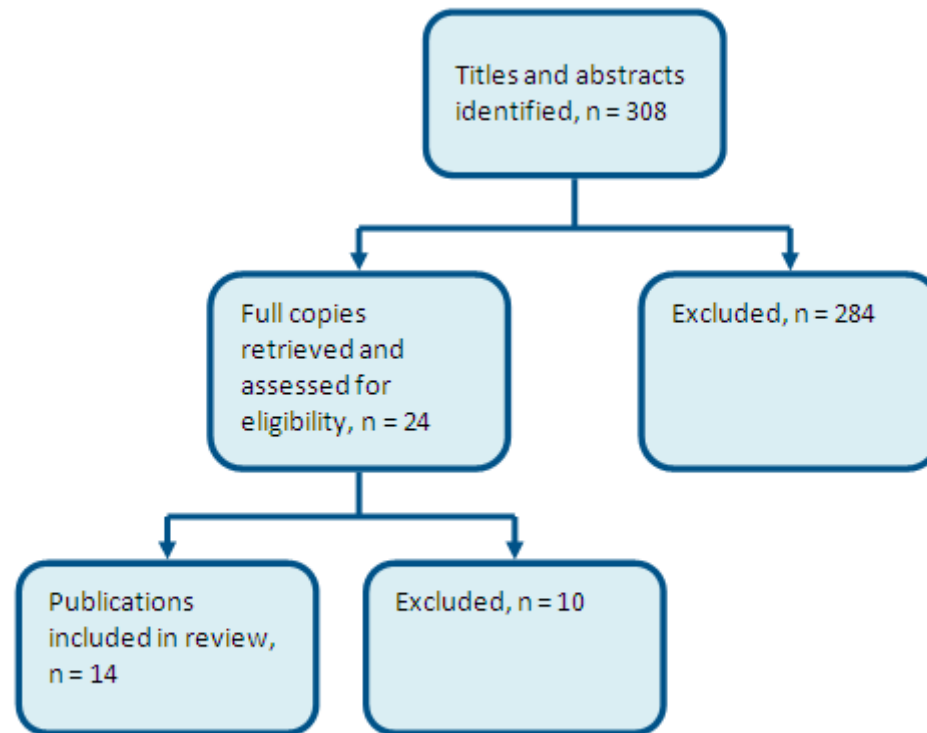 Titles and abstracts
identified, n = 308
Full copies
retrieved and
assessed for
eligibility, n = 24
Excluded, n = 284
Publications
included in review,
n = 14
Excluded, n = 10